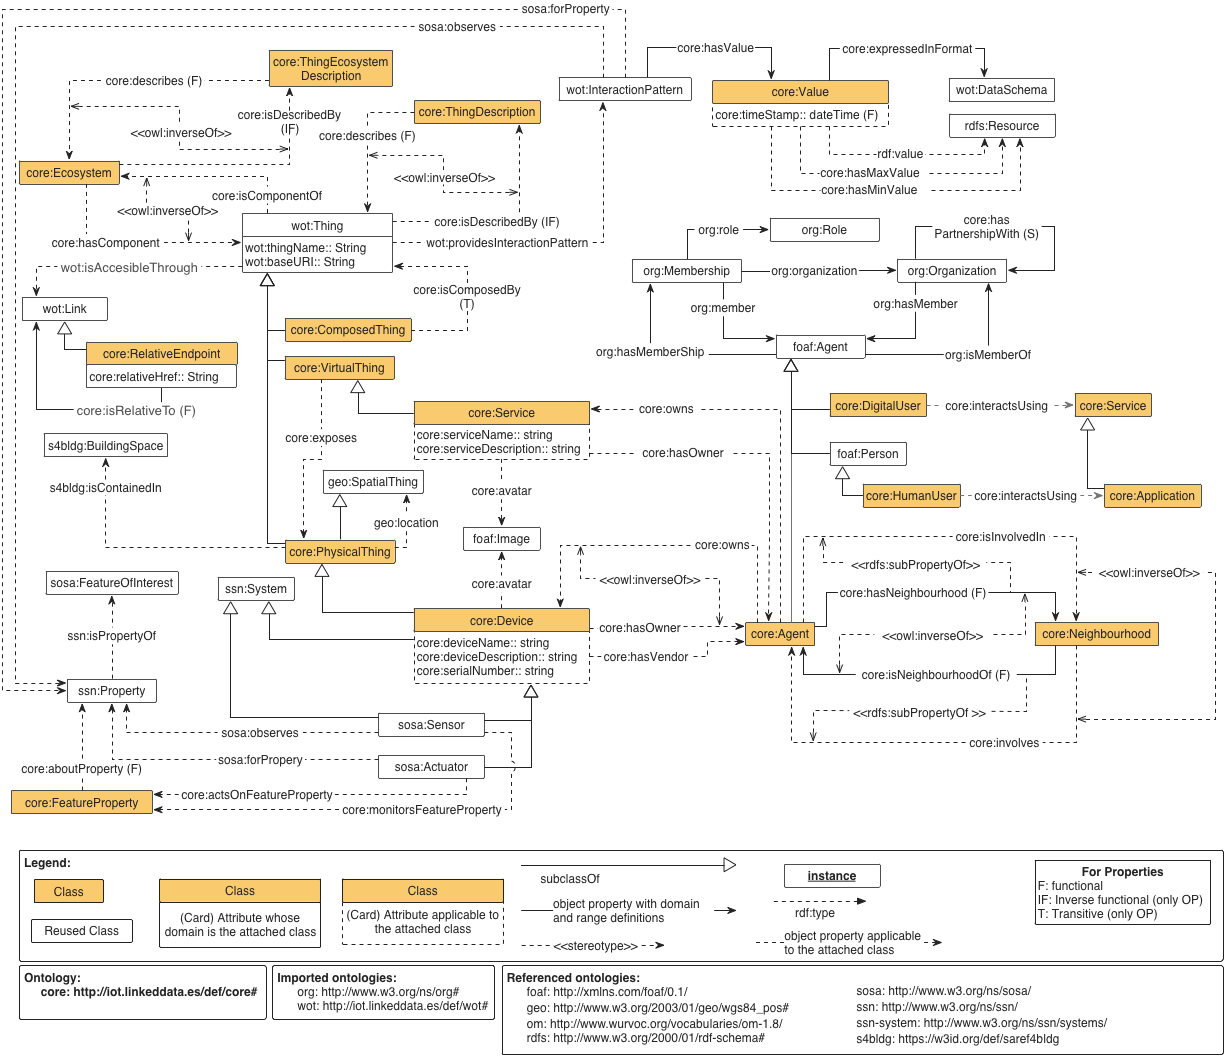 sosa:forProperty
sosa:observes
core:hasValue
core:expressedInFormat
core:ThingEcosystem
Description
core:describes (F)
wot:InteractionPattern
core:Value
core:timeStamp:: dateTime (F)
wot:DataSchema
rdfs:Resource
core:isDescribedBy
(IF)
<<owl:inverseOf>>
core:ThingDescription
core:describes (F)
rdf:value
core:hasMaxValue
core:hasMinValue
core:Ecosystem
<<owl:inverseOf>>
core:isComponentOf
<<owl:inverseOf>>
wot:Thing
wot:thingName:: String
wot:baseURI:: String
core:isDescribedBy (IF)
core:hasComponent
wot:providesInteractionPattern
org:role
org:Role
core:has
PartnershipWith (S)
wot:isAccesibleThrough
org:Membership
org:organization
org:Organization
core:isComposedBy
(T)
wot:Link
org:member
org:hasMember
core:ComposedThing
core:RelativeEndpoint
core:relativeHref:: String
org:hasMemberShip
foaf:Agent
org:isMemberOf
core:VirtualThing
core:isRelativeTo (F)
core:Service
core:serviceName:: string
core:serviceDescription:: string
core:owns
core:DigitalUser
core:interactsUsing
core:Service
core:exposes
s4bldg:BuildingSpace
core:hasOwner
foaf:Person
geo:SpatialThing
s4bldg:isContainedIn
core:avatar
core:HumanUser
core:interactsUsing
core:Application
geo:location
foaf:Image
core:PhysicalThing
core:owns
core:isInvolvedIn
<<rdfs:subPropertyOf>>
<<owl:inverseOf>>
sosa:FeatureOfInterest
ssn:System
core:avatar
<<owl:inverseOf>>
core:hasNeighbourhood (F)
core:Device
core:deviceName:: string
core:deviceDescription:: string
core:serialNumber:: string
core:hasOwner
core:Agent
<<owl:inverseOf>>
core:Neighbourhood
ssn:isPropertyOf
core:hasVendor
core:isNeighbourhoodOf (F)
ssn:Property
<<rdfs:subPropertyOf >>
sosa:Sensor
sosa:observes
core:involves
sosa:forPropery
sosa:Actuator
core:aboutProperty (F)
core:actsOnFeatureProperty
core:FeatureProperty
core:monitorsFeatureProperty
Legend:
Class
Reused Class
Class
(Card) Attribute whose
domain is the attached class
Class
(Card) Attribute applicable to
the attached class
subclassOf
object property with domain
and range definitions
<<stereotype>>
instance
rdf:type
object property applicable
to the attached class
For Properties
F: functional
IF: Inverse functional (only OP)
T: Transitive (only OP)
Ontology:
core: http://iot.linkeddata.es/def/core#
Imported ontologies:
org: http://www.w3.org/ns/org#
wot: http://iot.linkeddata.es/def/wot#
Referenced ontologies:
foaf: http://xmlns.com/foaf/0.1/
geo: http://www.w3.org/2003/01/geo/wgs84_pos#
om: http://www.wurvoc.org/vocabularies/om-1.8/
rdfs: http://www.w3.org/2000/01/rdf-schema#
sosa: http://www.w3.org/ns/sosa/
ssn: http://www.w3.org/ns/ssn/
ssn-system: http://www.w3.org/ns/ssn/systems/
s4bldg: https://w3id.org/def/saref4bldg